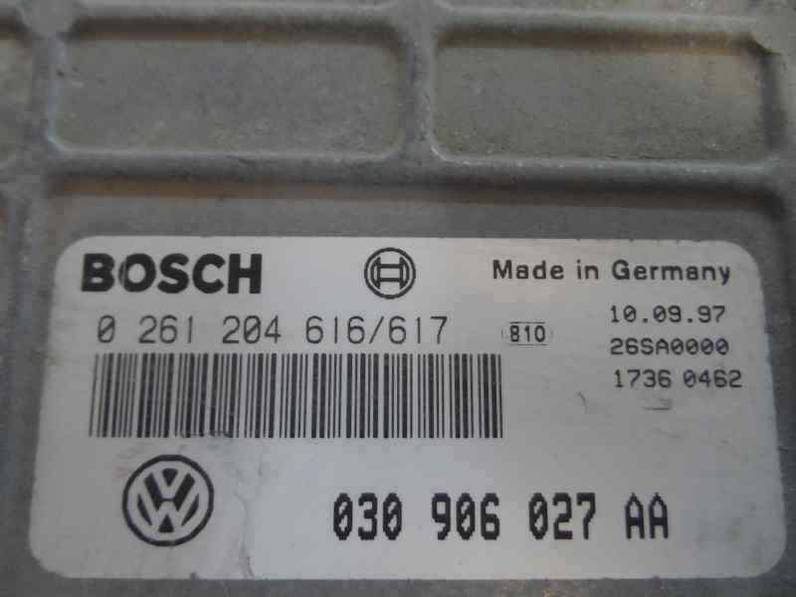 BOSCH
Made in Germany
0 261 204 616/617
810
10.09.97
26SA0000
1736 0462
VW
030 906 027 AA